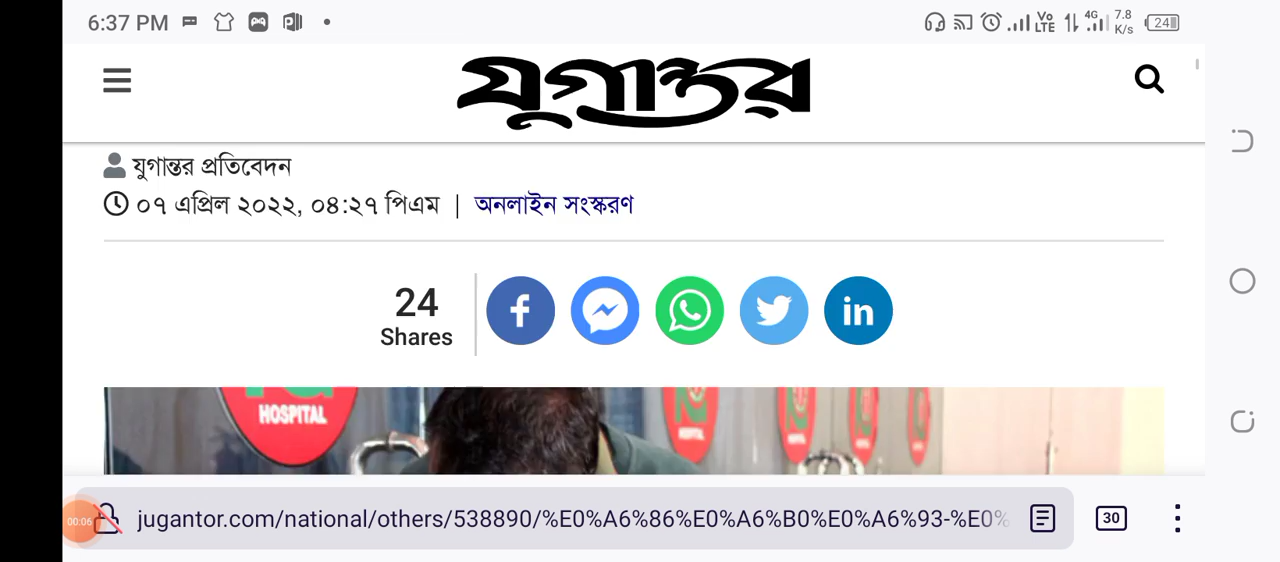 6:37 PM
Vo LTE 4G 7.8 K/s 24
যুগান্তর
যুগান্তর প্রতিবেদন
০৭ এপ্রিল ২০২২, ০৪:২৭ পিএম | অনলাইন সংস্করণ
24
Shares
HOSPITAL
00:06
jugantor.com/national/others/538890/%E0%A6%86%E0%A6%B0%E0%A6%93-%E0%
30